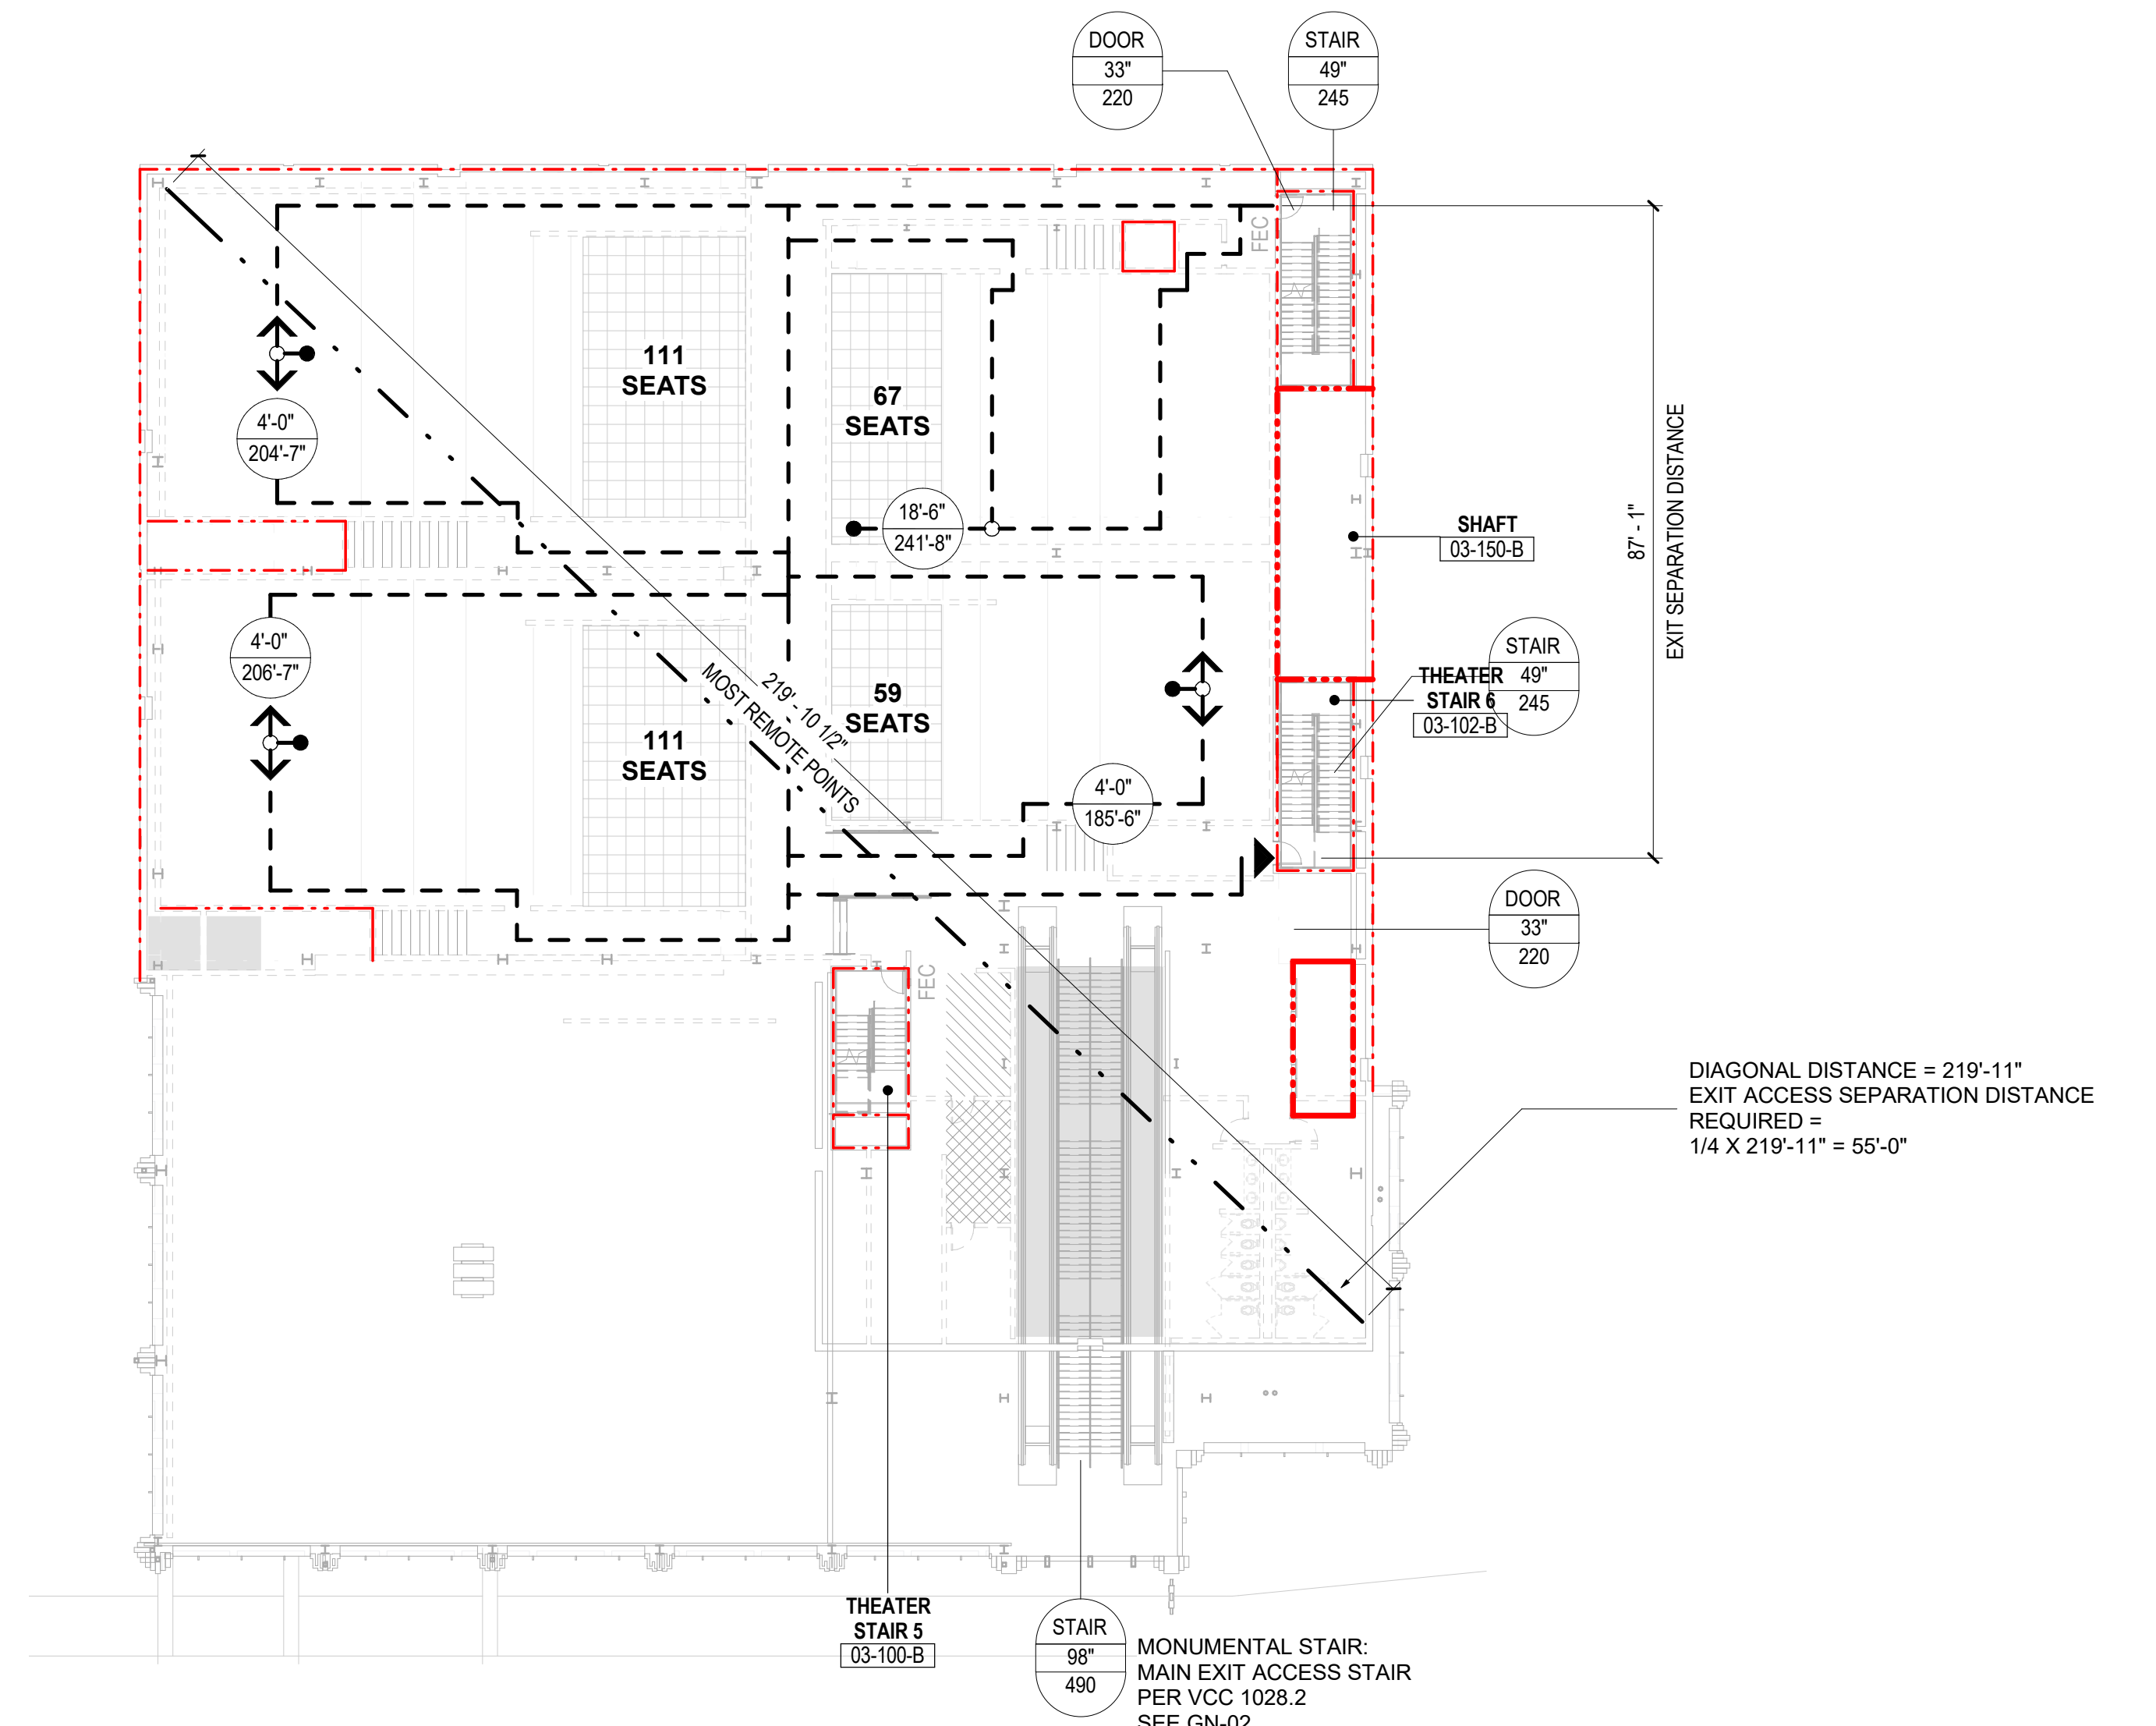 DOOR
33"
220
STAIR
49"
245
FEC
111
SEATS
67
SEATS
4'-0"
204'-7"
18'-6"
241'-8"
SHAFT
03-150-B
87' - 1"
EXIT SEPARATION DISTANCE
4'-0"
206'-7"
STAIR
49"
245
THEATER
STAIR 6
03-102-B
219' - 10 1/2"
MOST REMOTE POINTS
59
SEATS
111
SEATS
4'-0"
185'-6"
DOOR
33"
220
FEC
DIAGONAL DISTANCE = 219'-11"
EXIT ACCESS SEPARATION DISTANCE
REQUIRED =
1/4 X 219'-11" = 55'-0"
THEATER
STAIR 5
03-100-B
STAIR
98"
490
MONUMENTAL STAIR:
MAIN EXIT ACCESS STAIR
PER VCC 1028.2
SEE GN-02